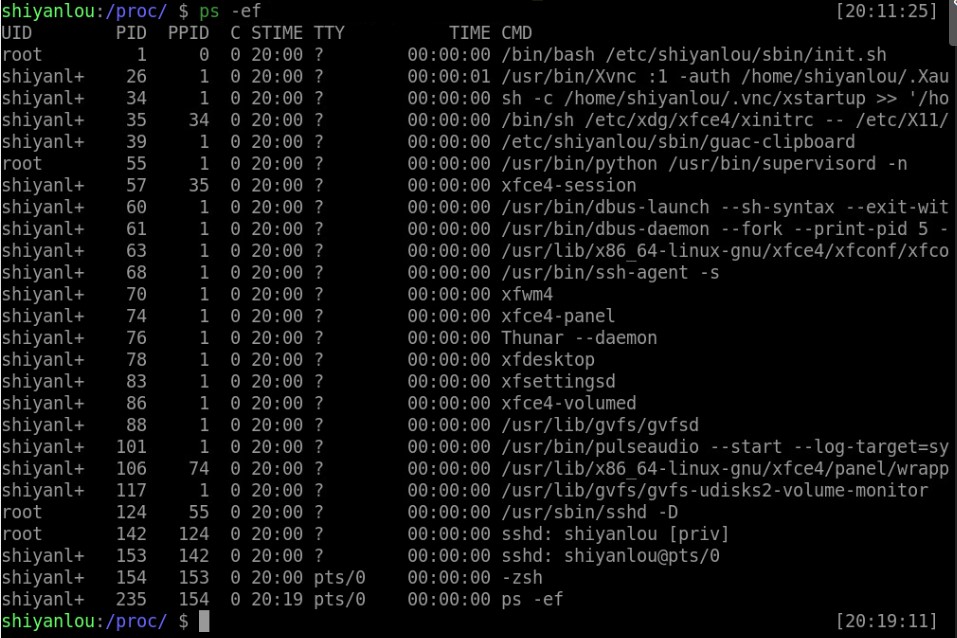 shiyanlou:/proc/ $ ps -ef [20:11:25]
UID PID PPID C STIME TTY TIME CMD
root 1 0 0 20:00 ? 00:00:00 /bin/bash /etc/shiyanlou/sbin/init.sh
shiyanl+ 26 1 0 20:00 ? 00:00:01 /usr/bin/Xvnc :1 -auth /home/shiyanlou/.Xau
shiyanl+ 34 1 0 20:00 ? 00:00:00 sh -c /home/shiyanlou/.vnc/xstartup >> '/ho
shiyanl+ 35 34 0 20:00 ? 00:00:00 /bin/sh /etc/xdg/xfce4/xinitrc -- /etc/X11/
shiyanl+ 39 1 0 20:00 ? 00:00:00 /etc/shiyanlou/sbin/guac-clipboard
root 55 1 0 20:00 ? 00:00:00 /usr/bin/python /usr/bin/supervisord -n
shiyanl+ 57 35 0 20:00 ? 00:00:00 xfce4-session
shiyanl+ 60 1 0 20:00 ? 00:00:00 /usr/bin/dbus-launch --sh-syntax --exit-wit
shiyanl+ 61 1 0 20:00 ? 00:00:00 /usr/bin/dbus-daemon --fork --print-pid 5 -
shiyanl+ 63 1 0 20:00 ? 00:00:00 /usr/lib/x86_64-linux-gnu/xfce4/xfconf/xfco
shiyanl+ 68 1 0 20:00 ? 00:00:00 /usr/bin/ssh-agent -s
shiyanl+ 70 1 0 20:00 ? 00:00:00 xfwm4
shiyanl+ 74 1 0 20:00 ? 00:00:00 xfce4-panel
shiyanl+ 76 1 0 20:00 ? 00:00:00 Thunar --daemon
shiyanl+ 78 1 0 20:00 ? 00:00:00 xfdesktop
shiyanl+ 83 1 0 20:00 ? 00:00:00 xfsettingsd
shiyanl+ 86 1 0 20:00 ? 00:00:00 xfce4-volumed
shiyanl+ 88 1 0 20:00 ? 00:00:00 /usr/lib/gvfs/gvfsd
shiyanl+ 101 1 0 20:00 ? 00:00:00 /usr/bin/pulseaudio --start --log-target=sy
shiyanl+ 106 74 0 20:00 ? 00:00:00 /usr/lib/x86_64-linux-gnu/xfce4/panel/wrapp
shiyanl+ 117 1 0 20:00 ? 00:00:00 /usr/lib/gvfs/gvfs-udisks2-volume-monitor
root 124 55 0 20:00 ? 00:00:00 /usr/sbin/sshd -D
root 142 124 0 20:00 ? 00:00:00 sshd: shiyanlou [priv]
shiyanl+ 153 142 0 20:00 ? 00:00:00 sshd: shiyanlou@pts/0
shiyanl+ 154 153 0 20:00 pts/0 00:00:00 -zsh
shiyanl+ 235 154 0 20:19 pts/0 00:00:00 ps -ef
shiyanlou:/proc/ $ [20:19:11]